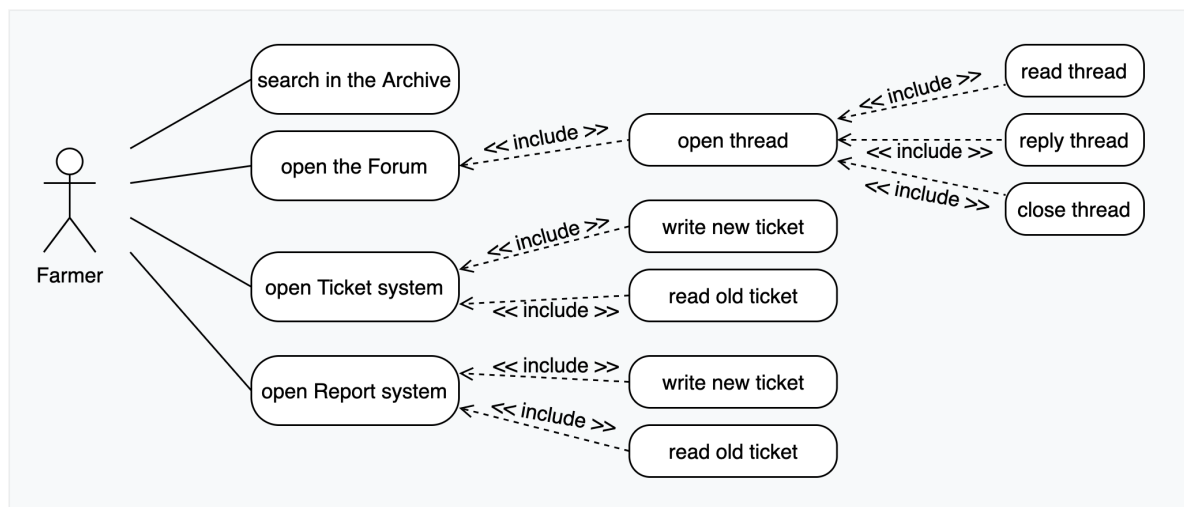 search in the Archive
open the Forum
open Ticket system
open Report system
Farmer
<< include >>
open thread
<< include >>
read thread
<< include >>
reply thread
<< include >>
close thread
<< include >>
write new ticket
<< include >>
read old ticket
<< include >>
write new ticket
<< include >>
read old ticket